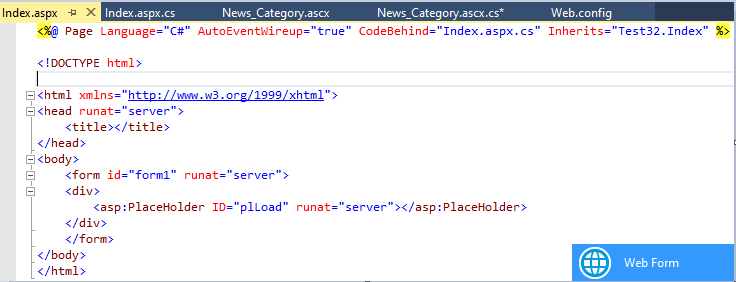 Index.aspx Index.aspx.cs News_Category.ascx News_Category.ascx.cs* Web.config
<%@ Page Language="C#" AutoEventWireup="true" CodeBehind="Index.aspx.cs" Inherits="Test32.Index" %>
<!DOCTYPE html>
<html xmlns="http://www.w3.org/1999/xhtml">
<head runat="server">
<title></title>
</head>
<body>
<form id="form1" runat="server">
<div>
<asp:PlaceHolder ID="plLoad" runat="server"></asp:PlaceHolder>
</div>
</form>
</body>
</html>
Web Form